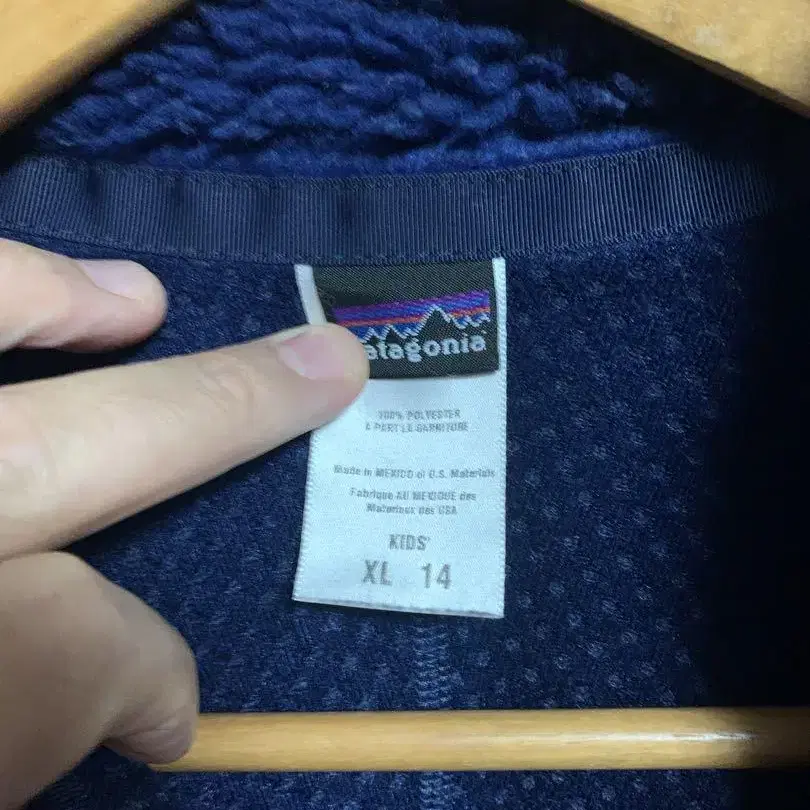 atagonia
100% POLYESTER
À PART LA GARNITURE
Made in MEXICO of U.S. Materials
Fabriqué AU MEXIQUE des
Matériaux des USA
KIDS'
XL 14